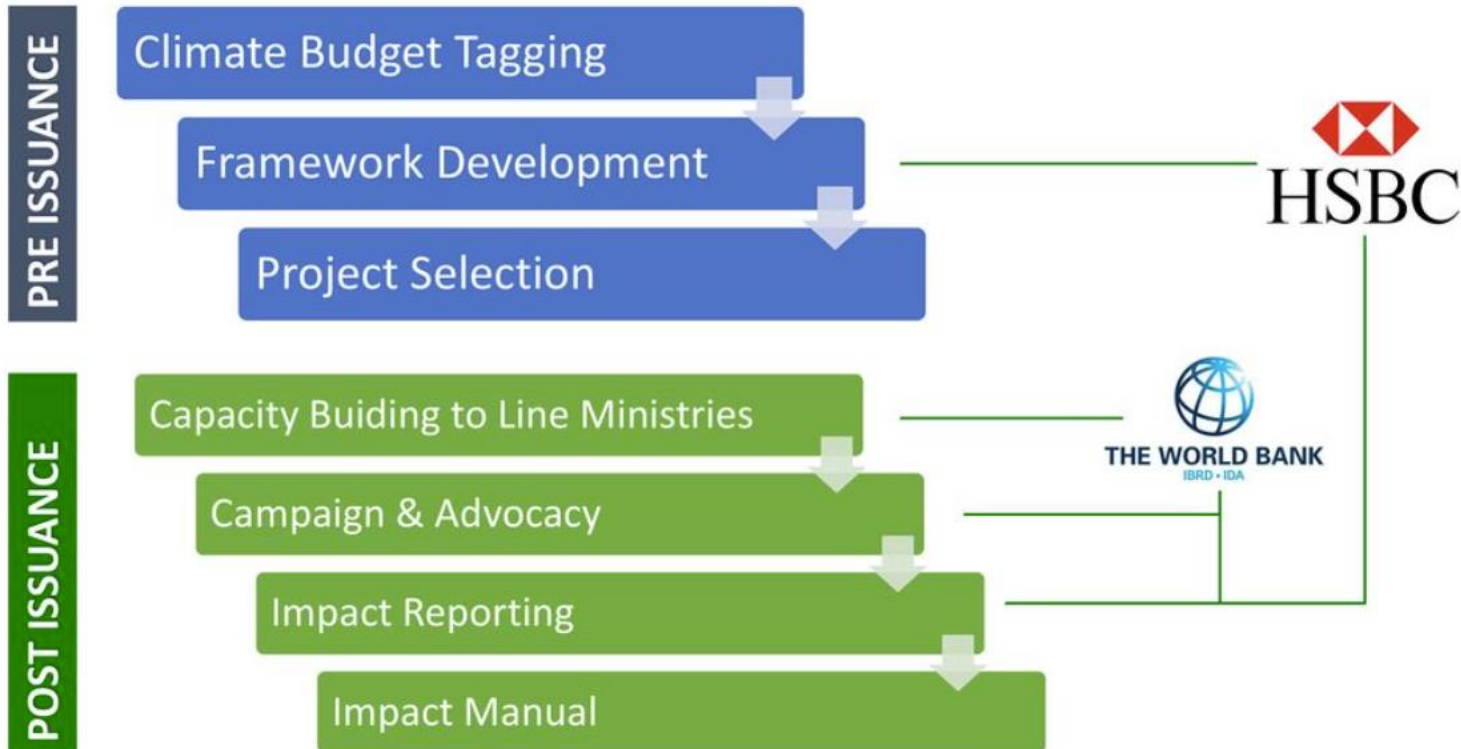 PRE ISSUANCE
Climate Budget Tagging
Framework Development
Project Selection
HSBC
POST ISSUANCE
Capacity Buiding to Line Ministries
Campaign & Advocacy
Impact Reporting
Impact Manual
THE WORLD BANK
IBRD • IDA